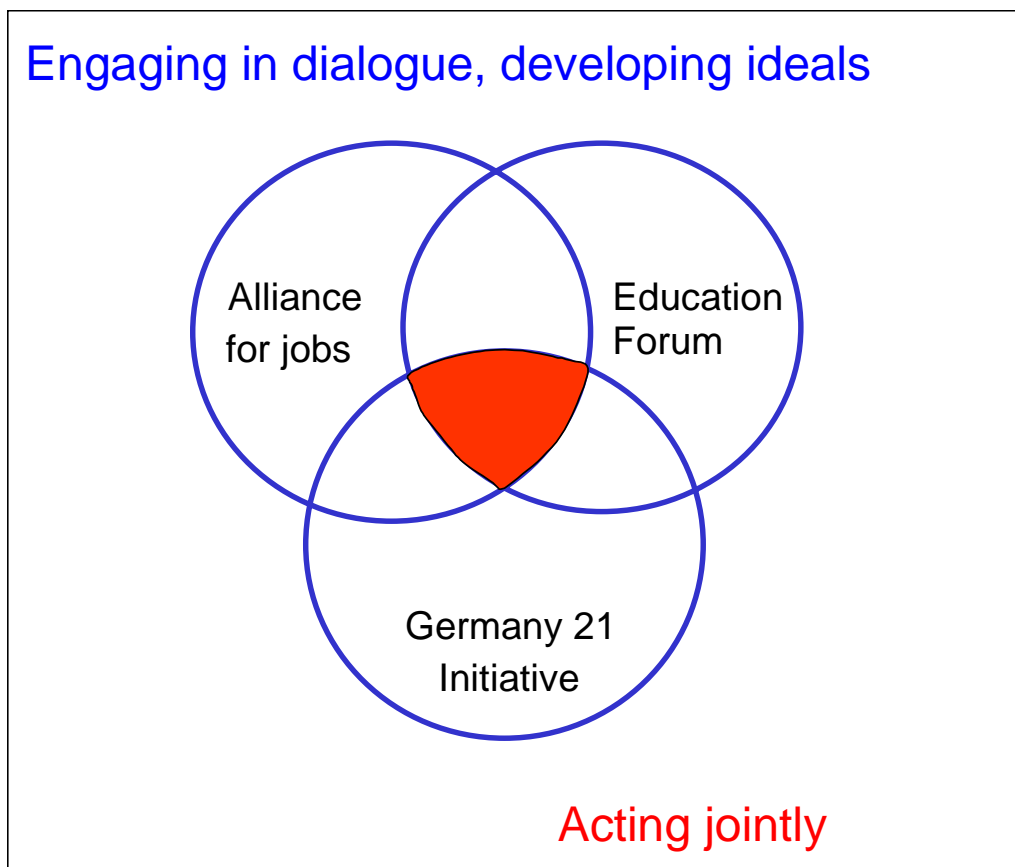 Engaging in dialogue, developing ideals
Alliance
for jobs
Education
Forum
Germany 21
Initiative
Acting jointly